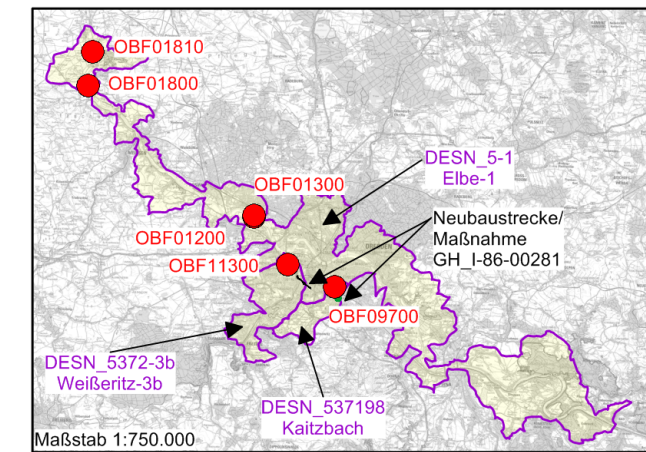 OBF01810
OBF01800
DESN_5-1
Elbe-1
OBF01300
Neubaustrecke/
Maßnahme
GH_I-86-00281
OBF01200
OBF11300
DRESDEN
OBF09700
DESN_5372-3b
Weißeritz-3b
DESN_537198
Kaitzbach
Maßstab 1:750.000